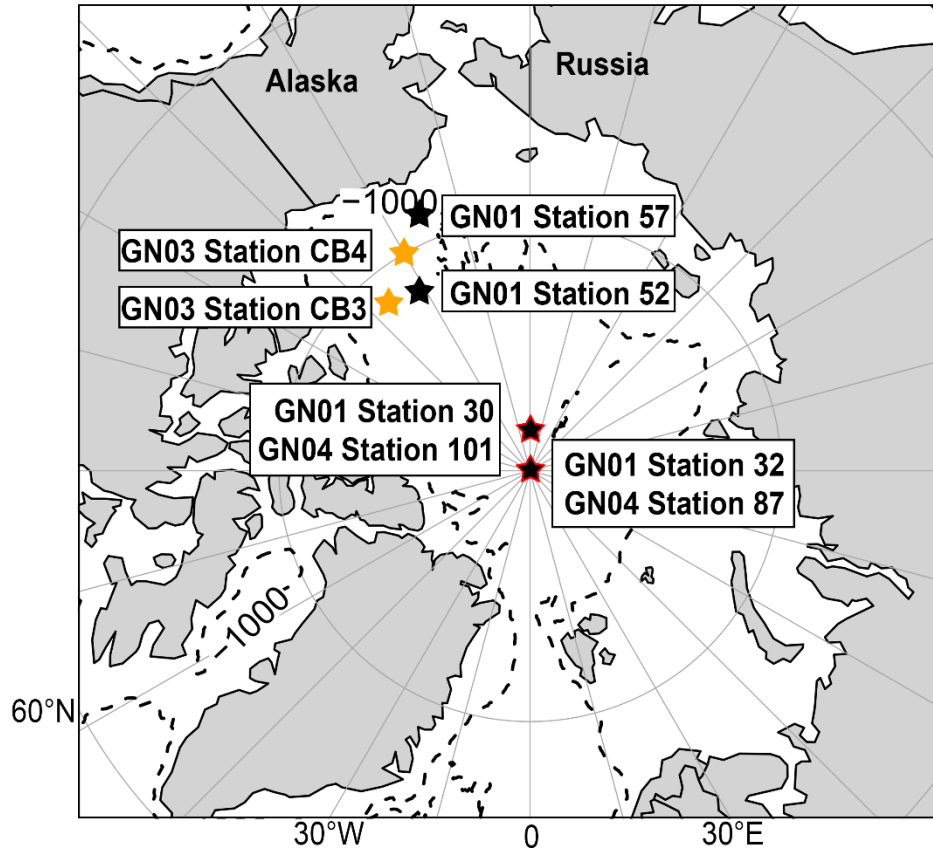 Alaska
Russia
−1000
GN01 Station 57
GN03 Station CB4
GN01 Station 52
GN03 Station CB3
GN01 Station 30
GN04 Station 101
GN01 Station 32
GN04 Station 87
1000
60°N
30°W
0
30°E